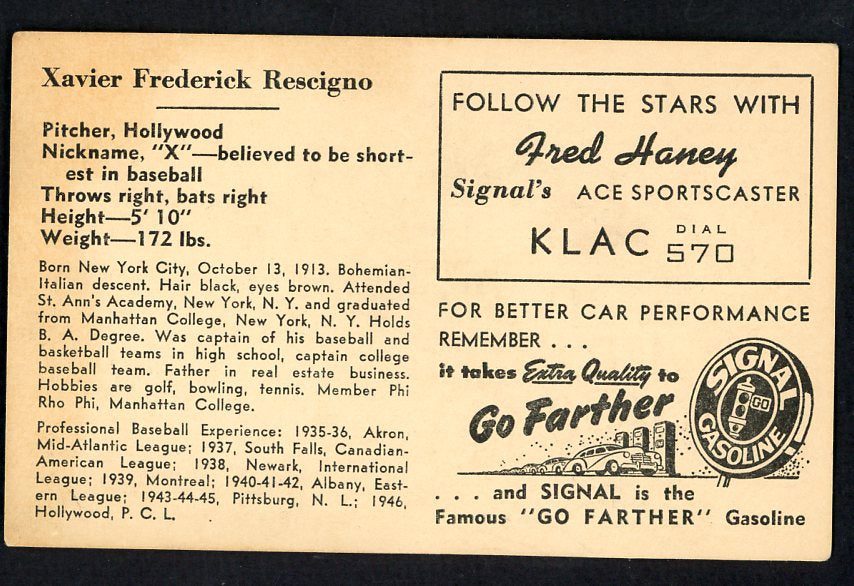 Xavier Frederick Rescigno
Pitcher, Hollywood
Nickname, "X"—believed to be short-
est in baseball
Throws right, bats right
Height—5' 10"
Weight—172 lbs.
Born New York City, October 13, 1913. Bohemian-
Italian descent. Hair black, eyes brown. Attended
St. Ann's Academy, New York, N. Y. and graduated
from Manhattan College, New York, N. Y. Holds
B. A. Degree. Was captain of his baseball and
basketball teams in high school, captain college
baseball team. Father in real estate business.
Hobbies are golf, bowling, tennis. Member Phi
Rho Phi, Manhattan College.
Professional Baseball Experience: 1935-36, Akron,
Mid-Atlantic League; 1937, South Falls, Canadian-
American League; 1938, Newark, International
League; 1939, Montreal; 1940-41-42, Albany, East-
ern League; 1943-44-45, Pittsburg, N. L.; 1946,
Hollywood, P. C. L.
FOLLOW THE STARS WITH
Fred Haney
Signal's ACE SPORTSCASTER
KLAC DIAL 570
FOR BETTER CAR PERFORMANCE
REMEMBER . . .
it takes Extra Quality to
Go Farther
SIGNAL
GO
GASOLINE
. . . and SIGNAL is the
Famous "GO FARTHER" Gasoline